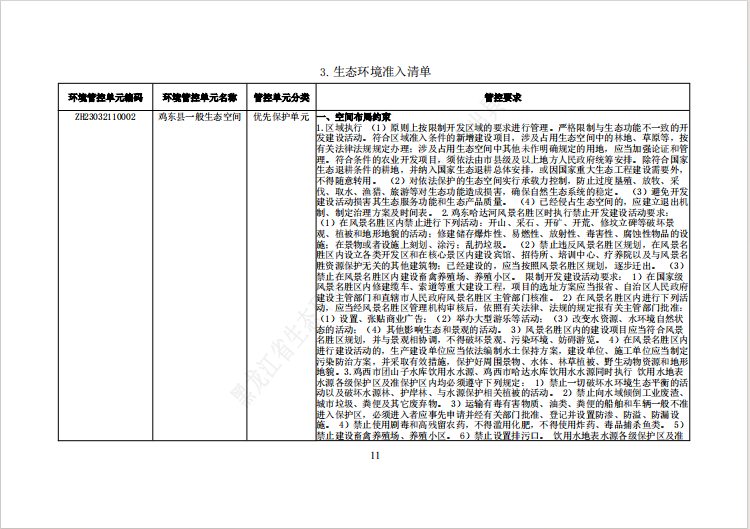 3.生态环境准入清单
环境管控单元编码 环境管控单元名称 管控单元分类 管控要求
ZH23032110002 鸡东县一般生态空间 优先保护单元 一、空间布局约束
1.区域执行 （1）原则上按限制开发区域的要求进行管理。严格限制与生态功能不一致的开
发建设活动。符合区域准入条件的新增建设项目，涉及占用生态空间中的林地、草原等，按
有关法律法规规定办理；涉及占用生态空间中其他未作明确规定的用地，应当加强论证和管
理。符合条件的农业开发项目，须依法由市县级及以上地方人民政府统筹安排。除符合国家
生态退耕条件的耕地，并纳入国家生态退耕总体安排，或因国家重大生态工程建设需要外，
不得随意转用。 （2）对依法保护的生态空间实行承载力控制，防止过度垦殖、放牧、采
伐、取水、渔猎、旅游等对生态功能造成损害，确保自然生态系统的稳定。 （3）避免开发
建设活动损害其生态服务功能和生态产品质量。 （4）已经侵占生态空间的，应建立退出机
制、制定治理方案及时间表。 2.鸡东哈达河风景名胜区时执行禁止开发建设活动要求：
（1）在风景名胜区内禁止进行下列活动：开山、采石、开矿、开荒、修坟立碑等破坏景
观、植被和地形地貌的活动；修建储存爆炸性、易燃性、放射性、毒害性、腐蚀性物品的设
施；在景物或者设施上刻划、涂污；乱扔垃圾。 （2）禁止违反风景名胜区规划，在风景名
胜区内设立各类开发区和在核心景区内建设宾馆、招待所、培训中心、疗养院以及与风景名
胜资源保护无关的其他建筑物；已经建设的，应当按照风景名胜区规划，逐步迁出。 （3）
禁止在风景名胜区内建设畜禽养殖场、养殖小区。 限制开发建设活动要求： 1）在国家级
风景名胜区内修建缆车、索道等重大建设工程，项目的选址方案应当报省、自治区人民政府
建设主管部门和直辖市人民政府风景名胜区主管部门核准。 2）在风景名胜区内进行下列活
动，应当经风景名胜区管理机构审核后，依照有关法律、法规的规定报有关主管部门批准：
（1）设置、张贴商业广告；（2）举办大型游乐等活动；（3）改变水资源、水环境自然状
态的活动；（4）其他影响生态和景观的活动。 3）风景名胜区内的建设项目应当符合风景
名胜区规划，并与景观相协调，不得破坏景观、污染环境、妨碍游览。 4）在风景名胜区内
进行建设活动的，生产建设单位应当依法编制水土保持方案，建设单位、施工单位应当制定
污染防治方案，并采取有效措施，保护好周围景物、水体、林草植被、野生动物资源和地形
地貌。3.鸡西市团山子水库饮用水水源、鸡西市哈达水库饮用水水源同时执行 饮用水地表
水源各级保护区及准保护区内均必须遵守下列规定： 1）禁止一切破坏水环境生态平衡的活
动以及破坏水源林、护岸林、与水源保护相关植被的活动。 2）禁止向水域倾倒工业废渣、
城市垃圾、粪便及其它废弃物。 3）运输有毒有害物质、油类、粪便的船舶和车辆一般不准
进入保护区，必须进入者应事先申请并经有关部门批准、登记并设置防渗、防溢、防漏设
施。 4）禁止使用剧毒和高残留农药，不得滥用化肥，不得使用炸药、毒品捕杀鱼类。 5）
禁止建设畜禽养殖场、养殖小区。 6）禁止设置排污口。 饮用水地表水源各级保护区及准
11
黑龙江省生态